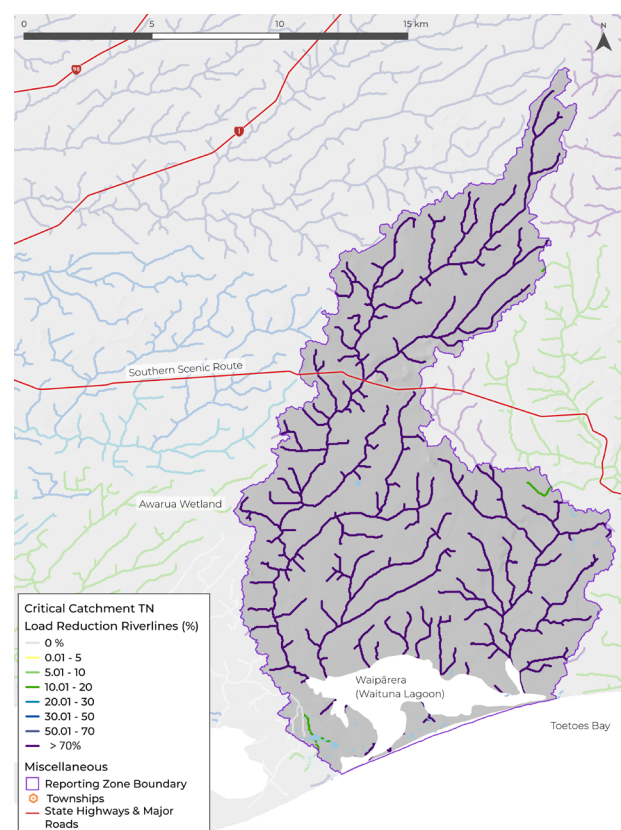 0
5
10
15 km
N
98
1
Southern Scenic Route
Awarua Wetland
Waipārera
(Waituna Lagoon)
Toetoes Bay
Critical Catchment TN
Load Reduction Riverlines (%)
0 %
0.01 - 5
5.01 - 10
10.01 - 20
20.01 - 30
30.01 - 50
50.01 - 70
> 70%
Miscellaneous
Reporting Zone Boundary
Townships
State Highways & Major
Roads